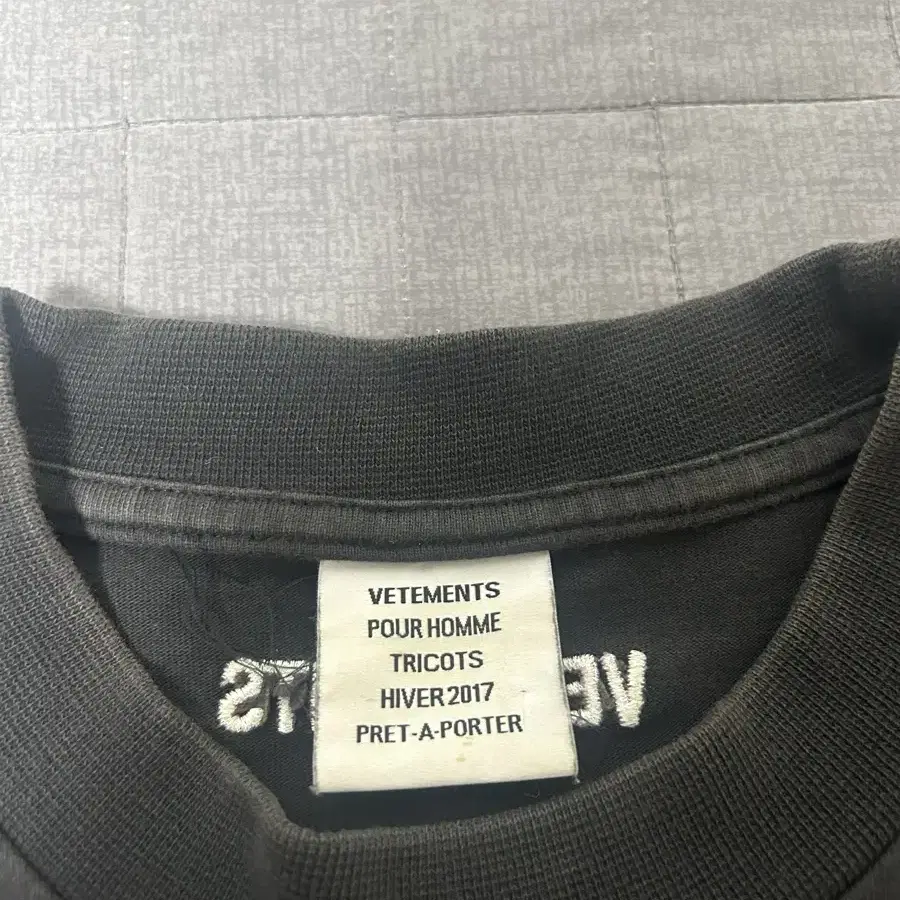 VETEMENTS
POUR HOMME
TRICOTS
HIVER 2017
PRET-A-PORTER